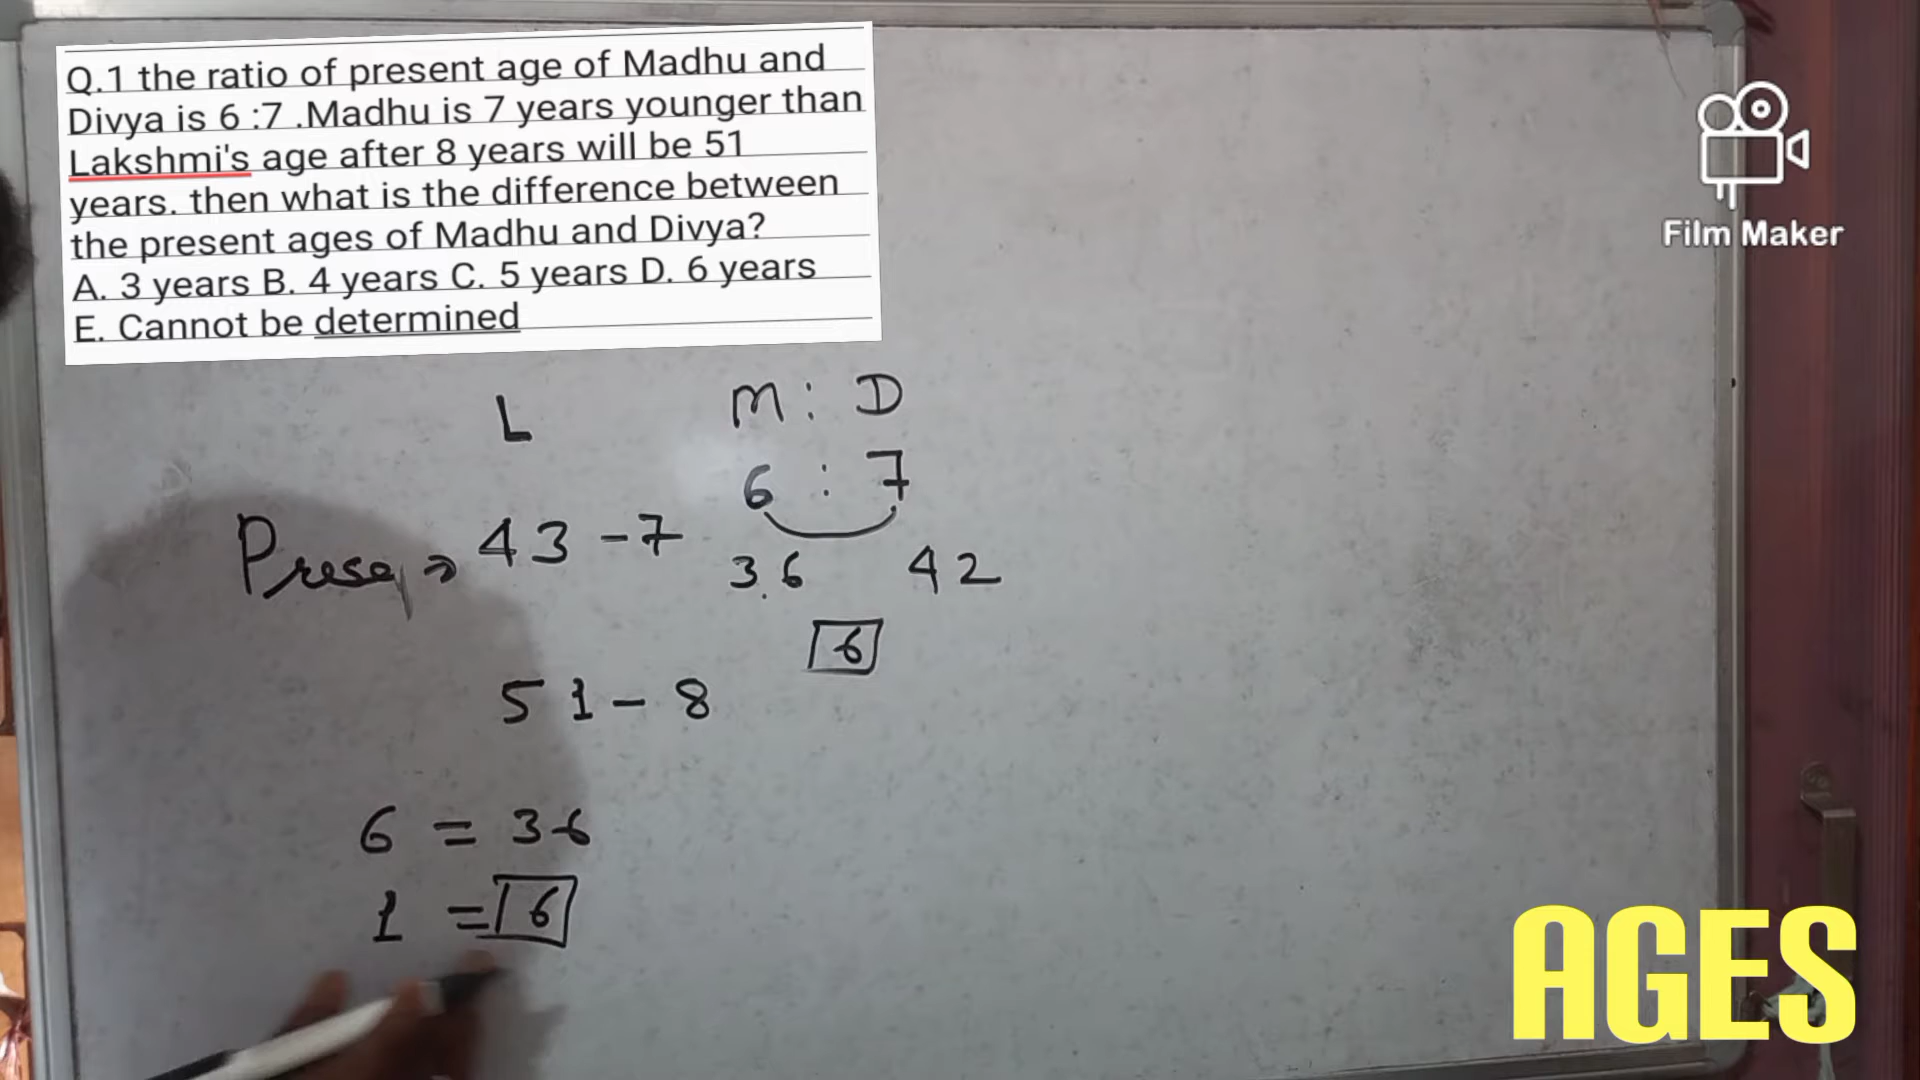 Q.1 the ratio of present age of Madhu and
Divya is 6 :7 .Madhu is 7 years younger than
Lakshmi's age after 8 years will be 51
years. then what is the difference between
the present ages of Madhu and Divya?
A. 3 years B. 4 years C. 5 years D. 6 years
E. Cannot be determined
Film Maker
L M : D
6 : 7
Prese ⇒ 43 - 7 36 42
6
51 - 8
6 = 36
1 = 6
AGES